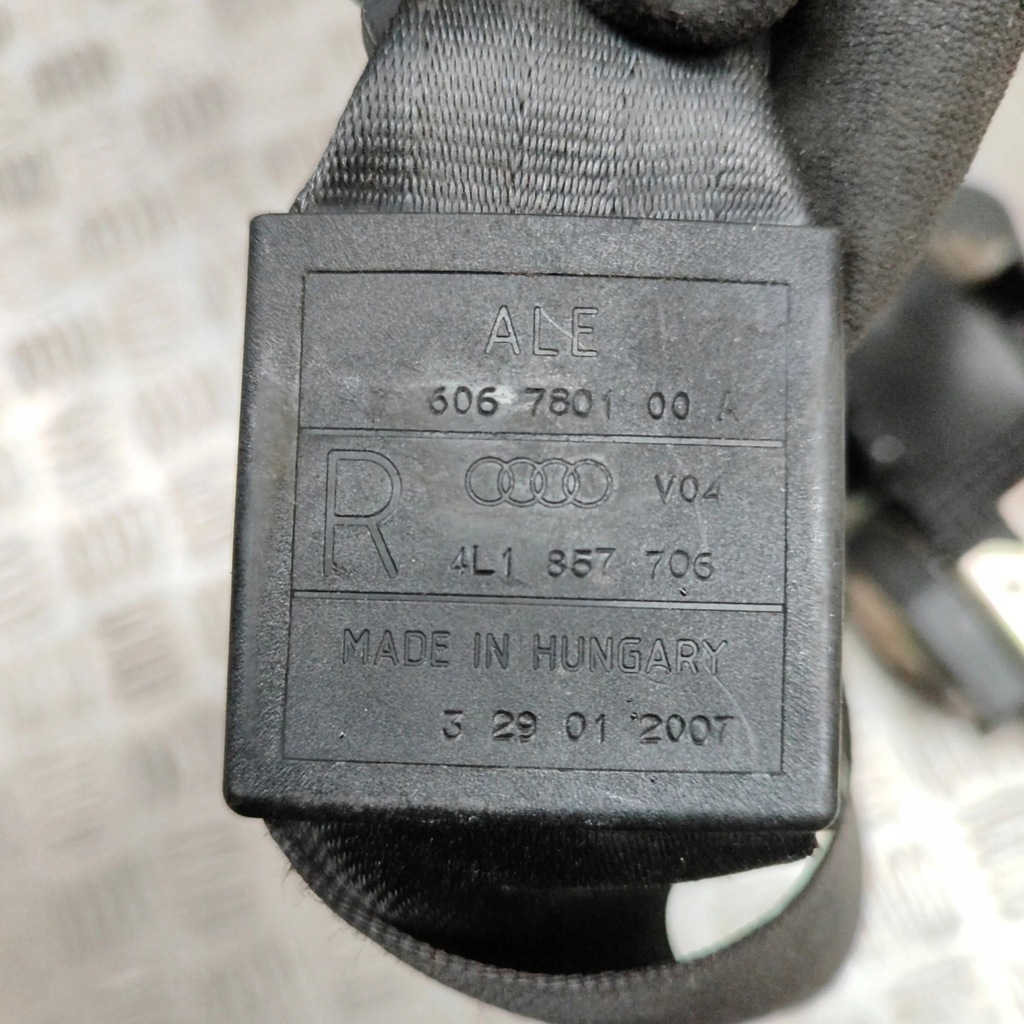 ALE
606 7801 00 A
R V04
4L1 857 706
MADE IN HUNGARY
3 29 01 2007